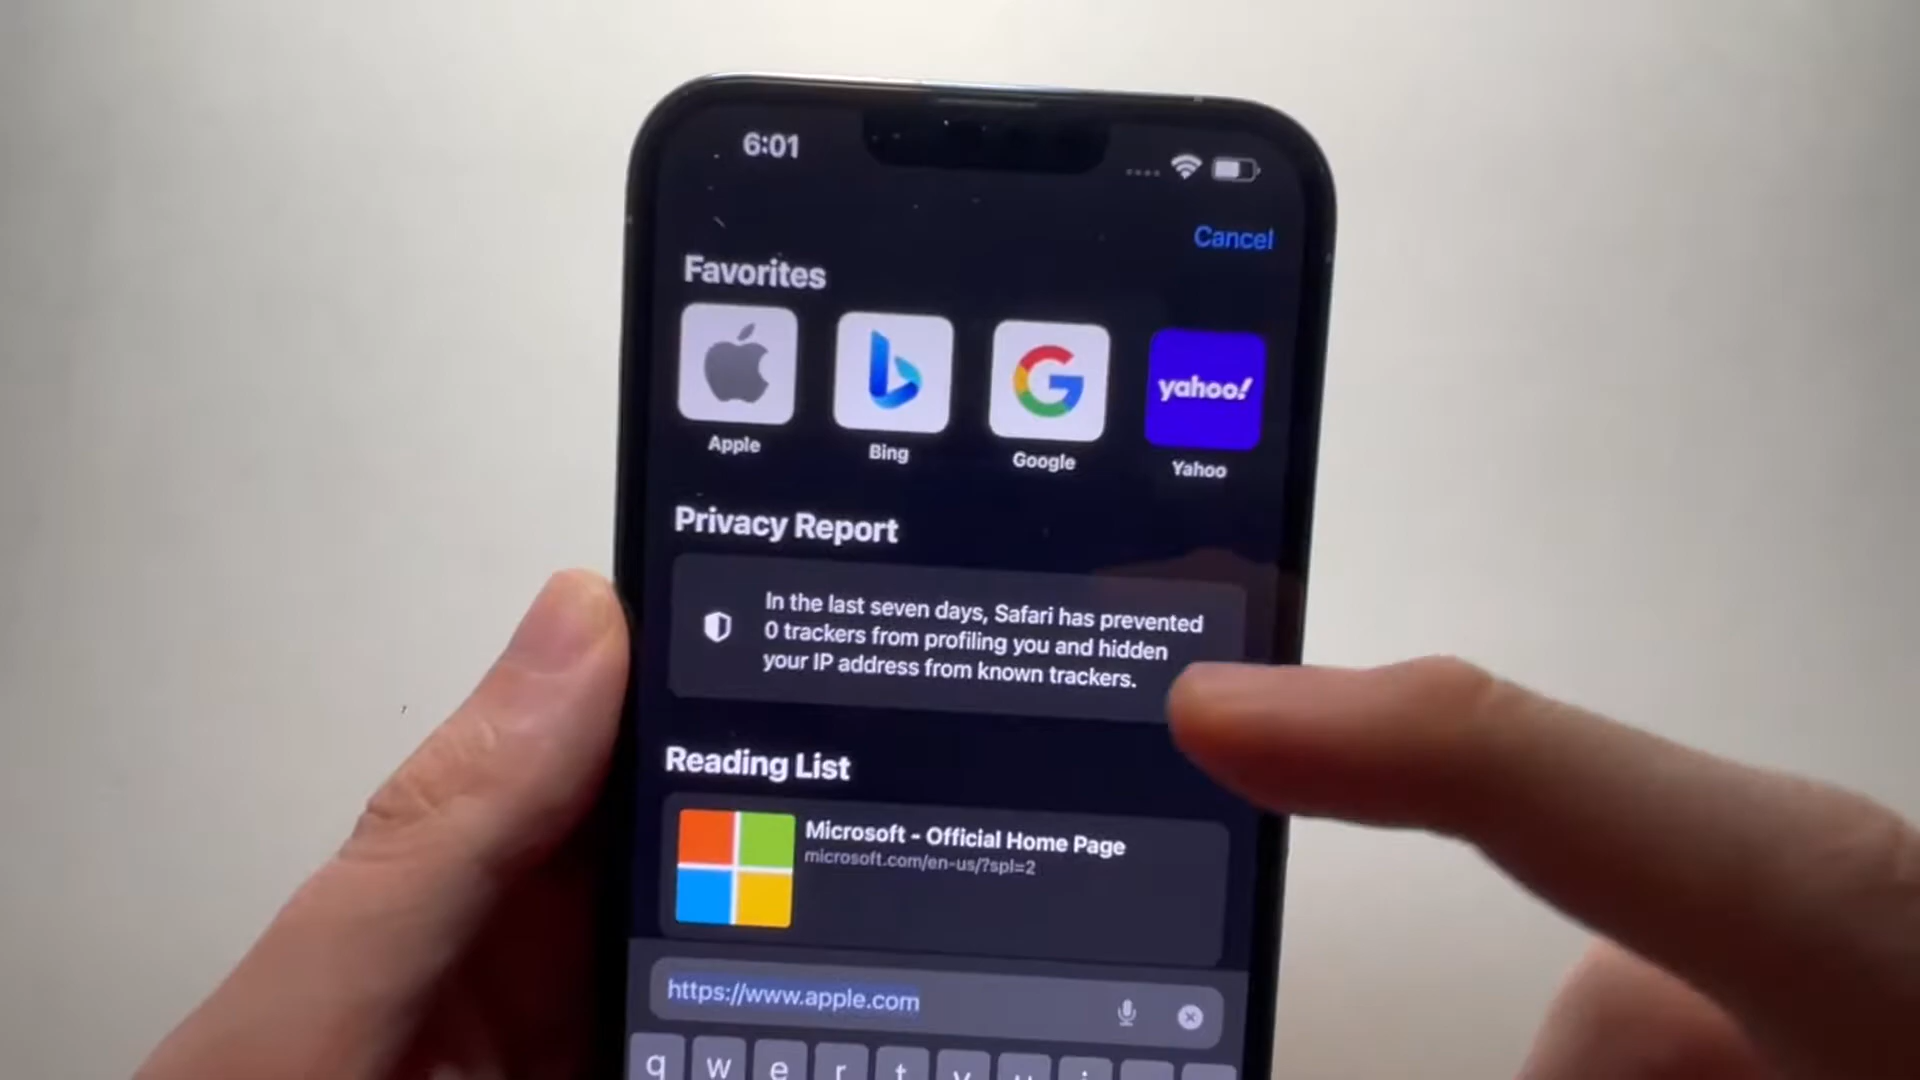 6:01
Cancel
Favorites
yahoo!
Apple
Bing
Google
Yahoo
Privacy Report
In the last seven days, Safari has prevented
0 trackers from profiling you and hidden
your IP address from known trackers.
Reading List
Microsoft - Official Home Page
microsoft.com/en-us/?spl=2
https://www.apple.com
q w e r t y u i